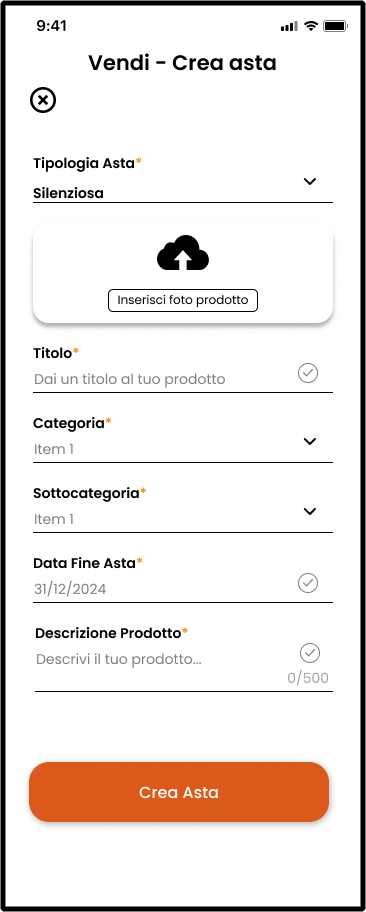 9:41
Vendi - Crea asta
Tipologia Asta*
Silenziosa
Inserisci foto prodotto
Titolo*
Dai un titolo al tuo prodotto
Categoria*
Item 1
Sottocategoria*
Item 1
Data Fine Asta*
31/12/2024
Descrizione Prodotto*
Descrivi il tuo prodotto...
0/500
Crea Asta